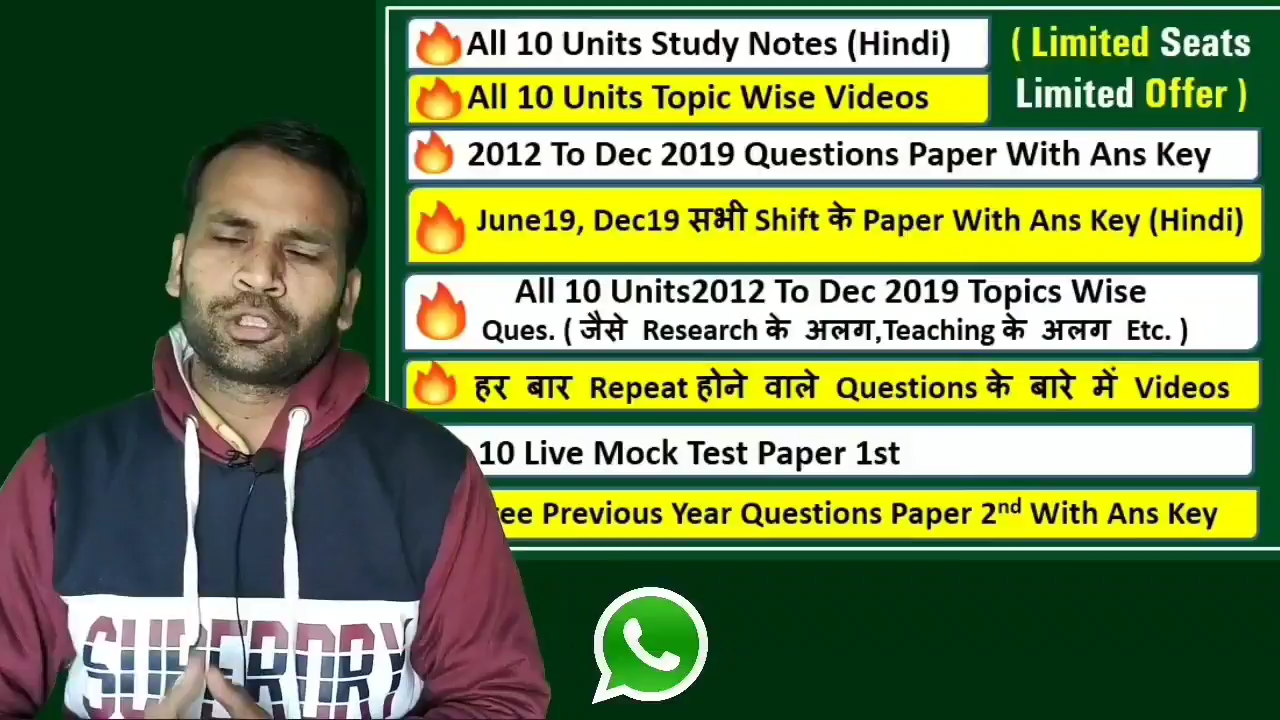 All 10 Units Study Notes (Hindi)
( Limited Seats
Limited Offer )
All 10 Units Topic Wise Videos
2012 To Dec 2019 Questions Paper With Ans Key
June19, Dec19 सभी Shift के Paper With Ans Key (Hindi)
All 10 Units2012 To Dec 2019 Topics Wise
Ques. ( जैसे Research के अलग,Teaching के अलग Etc. )
हर बार Repeat होने वाले Questions के बारे में Videos
10 Live Mock Test Paper 1st
Previous Year Questions Paper 2nd With Ans Key
SUPERDRY